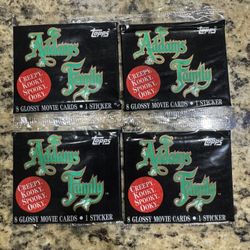 Topps
Addams
Family
CREEPY,
KOOKY,
SPOOKY,
OOKY.
8 GLOSSY MOVIE CARDS • 1 STICKER
Topps
Addams
Family
CREEPY,
KOOKY,
SPOOKY,
OOKY.
8 GLOSSY MOVIE CARDS • 1 STICKER
Topps
Addams
Family
CREEPY,
KOOKY,
SPOOKY,
OOKY.
8 GLOSSY MOVIE CARDS • 1 STICKER
Topps
Addams
Family
CREEPY,
KOOKY,
SPOOKY,
OOKY.
8 GLOSSY MOVIE CARDS • 1 STICKER